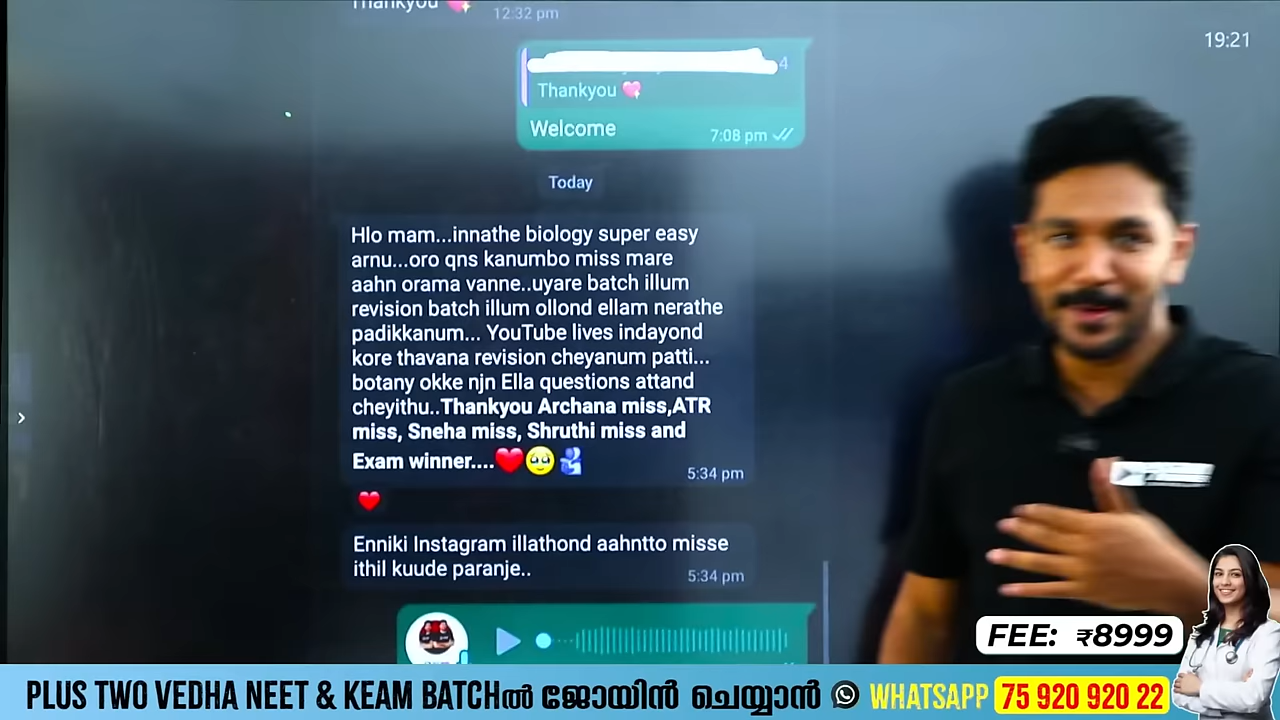 Thankyou 💖
12:32 pm
19:21
4
Thankyou 💖
Welcome
7:08 pm
Today
Hlo mam...innathe biology super easy
arnu...oro qns kanumbo miss mare
aahn orama vanne..uyare batch illum
revision batch illum ollond ellam nerathe
padikkanum... YouTube lives indayond
kore thavana revision cheyanum patti...
botany okke njn Ella questions attand
cheyithu..Thankyou Archana miss,ATR
miss, Sneha miss, Shruthi miss and
Exam winner....❤️🥹🫂
5:34 pm
❤️
Enniki Instagram illathond aahntto misse
ithil kuude paranje..
5:34 pm
FEE: ₹8999
PLUS TWO VEDHA NEET & KEAM BATCHൽ ജോയിൻ ചെയ്യാൻ WHATSAPP 75 920 920 22